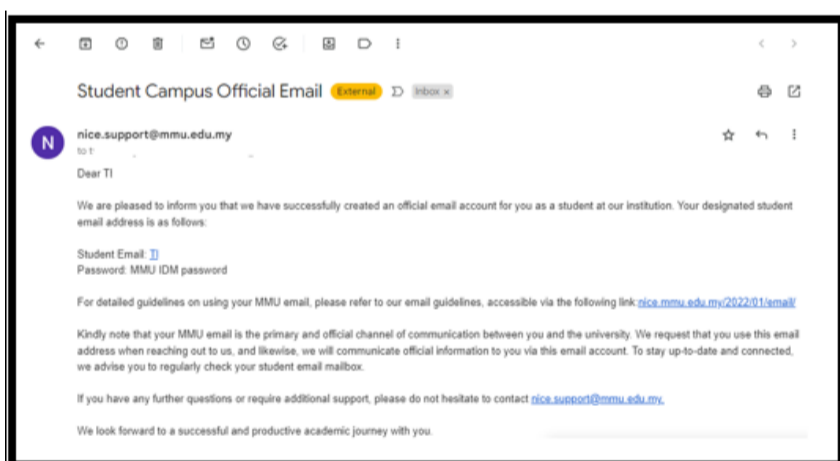 Student Campus Official Email External Inbox x
N
nice.support@mmu.edu.my
to t
Dear TI
We are pleased to inform you that we have successfully created an official email account for you as a student at our institution. Your designated student
email address is as follows:
Student Email: TI
Password: MMU IDM password
For detailed guidelines on using your MMU email, please refer to our email guidelines, accessible via the following link:nice.mmu.edu.my/2022/01/email/
Kindly note that your MMU email is the primary and official channel of communication between you and the university. We request that you use this email
address when reaching out to us, and likewise, we will communicate official information to you via this email account. To stay up-to-date and connected,
we advise you to regularly check your student email mailbox.
If you have any further questions or require additional support, please do not hesitate to contact nice.support@mmu.edu.my.
We look forward to a successful and productive academic journey with you.